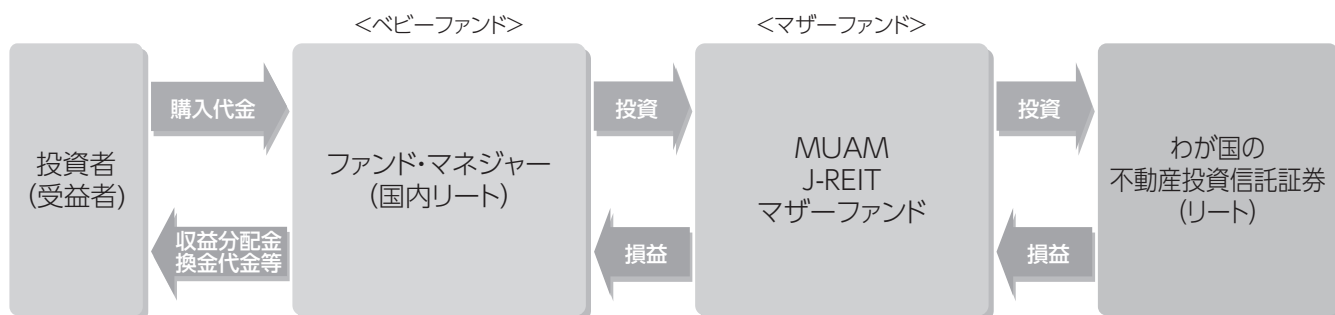 ＜ベビーファンド＞
＜マザーファンド＞
投資者
(受益者)
購入代金
収益分配金
換金代金等
ファンド・マネジャー
(国内リート)
投資
損益
MUAM
J-REIT
マザーファンド
投資
損益
わが国の
不動産投資信託証券
(リート)